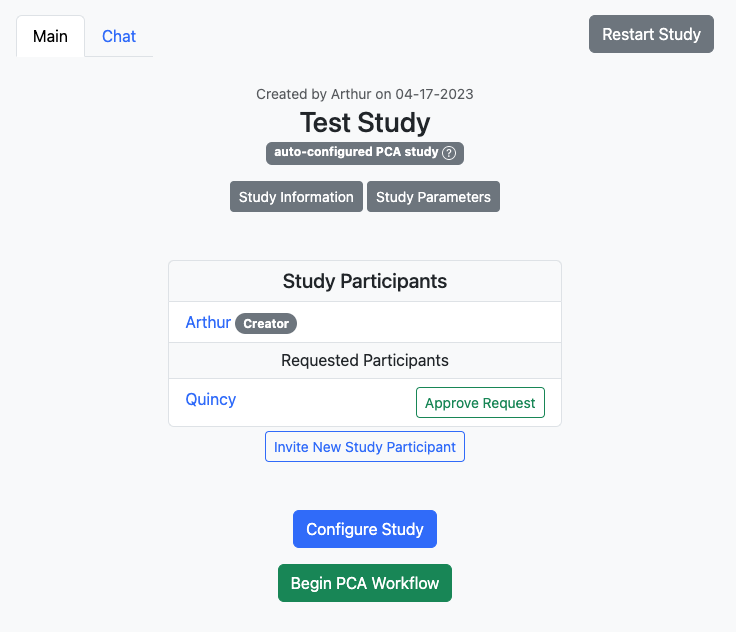 Main Chat Restart Study
Created by Arthur on 04-17-2023
Test Study
auto-configured PCA study ?
Study Information Study Parameters
Study Participants
Arthur Creator
Requested Participants
Quincy Approve Request
Invite New Study Participant
Configure Study
Begin PCA Workflow